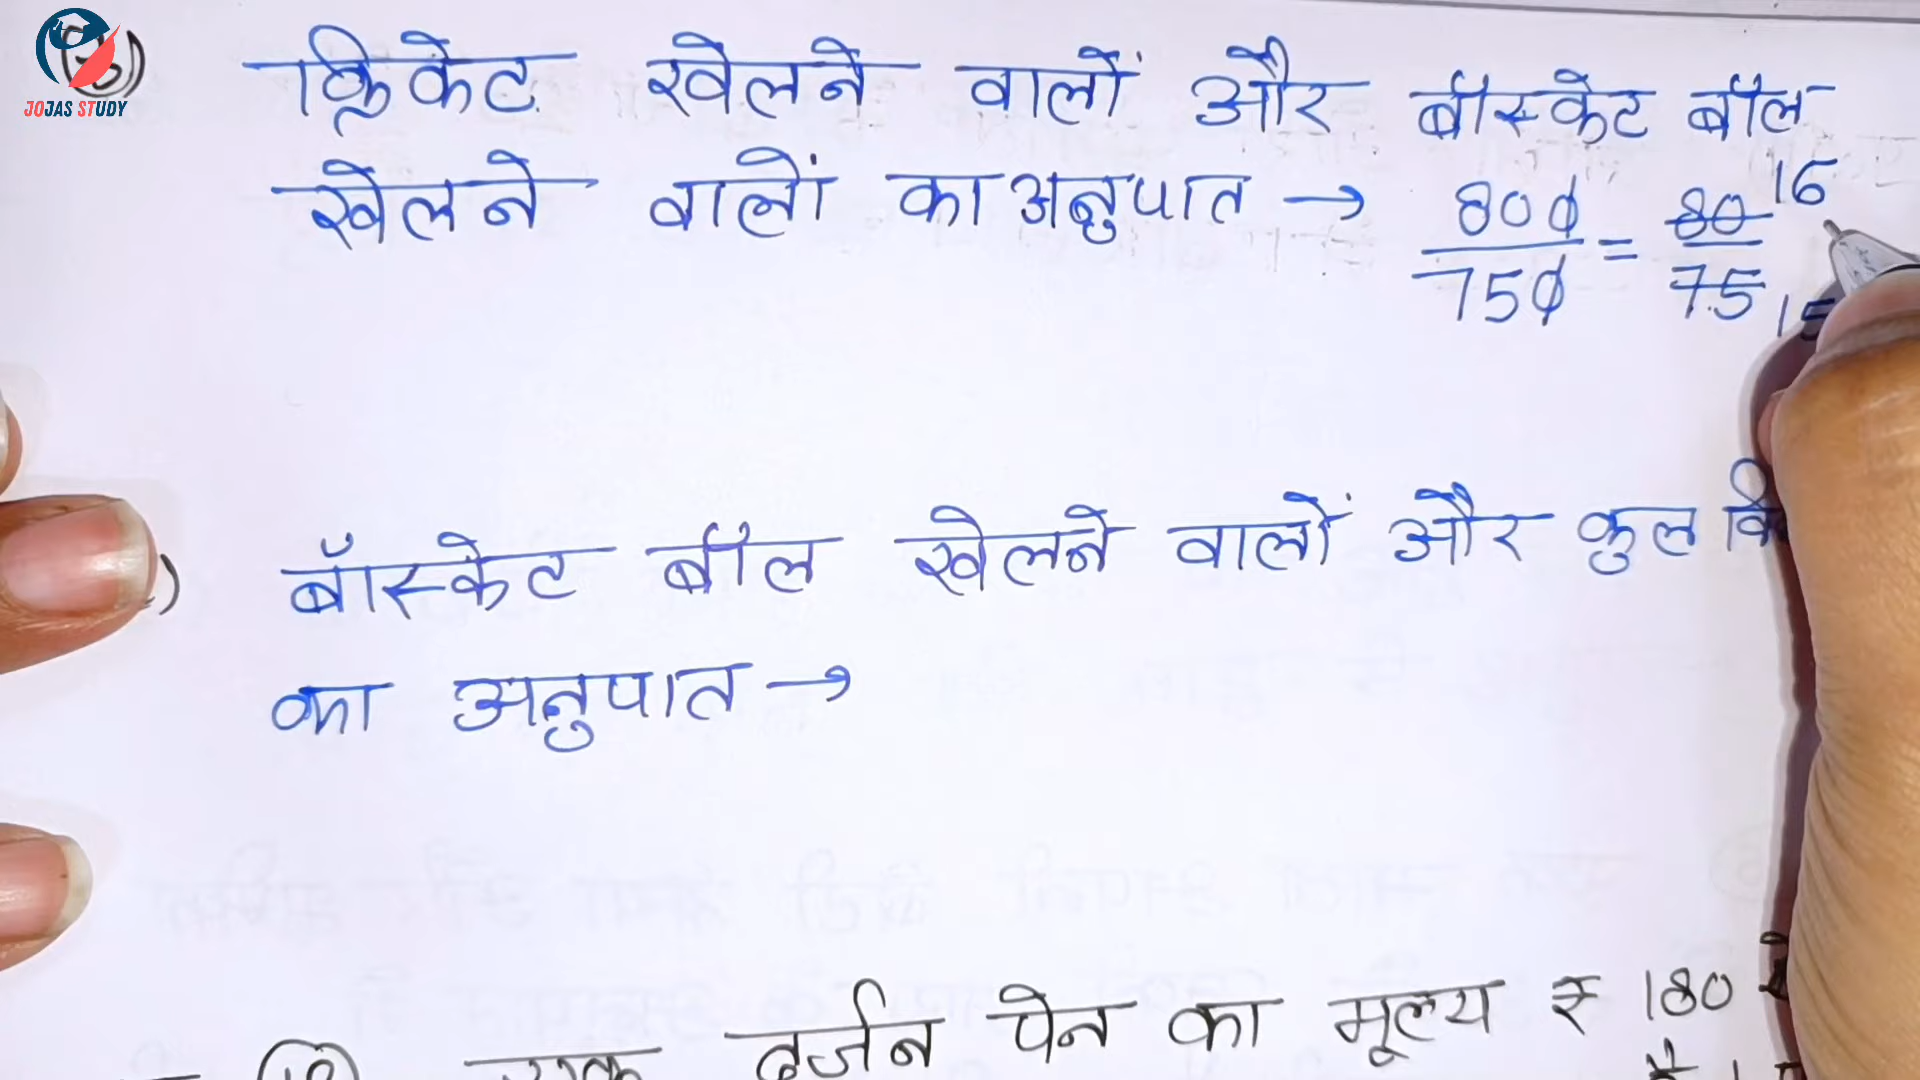 JOJAS STUDY
क्रिकेट खेलने वालों और बॉस्केट बॉल
खेलने वालों का अनुपात → 800/750 = 80/75 16
बॉस्केट बॉल खेलने वालों और कुल
का अनुपात →
दर्जन पेन का मूल्य ₹ 180